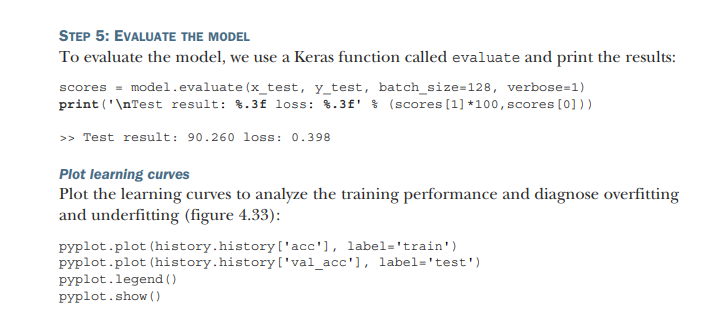 STEP 5: EVALUATE THE MODEL
To evaluate the model, we use a Keras function called evaluate and print the results:
scores = model.evaluate(x_test, y_test, batch_size=128, verbose=1)
print('\nTest result: %.3f loss: %.3f' % (scores[1]*100,scores[0]))
>> Test result: 90.260 loss: 0.398
Plot learning curves
Plot the learning curves to analyze the training performance and diagnose overfitting
and underfitting (figure 4.33):
pyplot.plot(history.history['acc'], label='train')
pyplot.plot(history.history['val_acc'], label='test')
pyplot.legend()
pyplot.show()